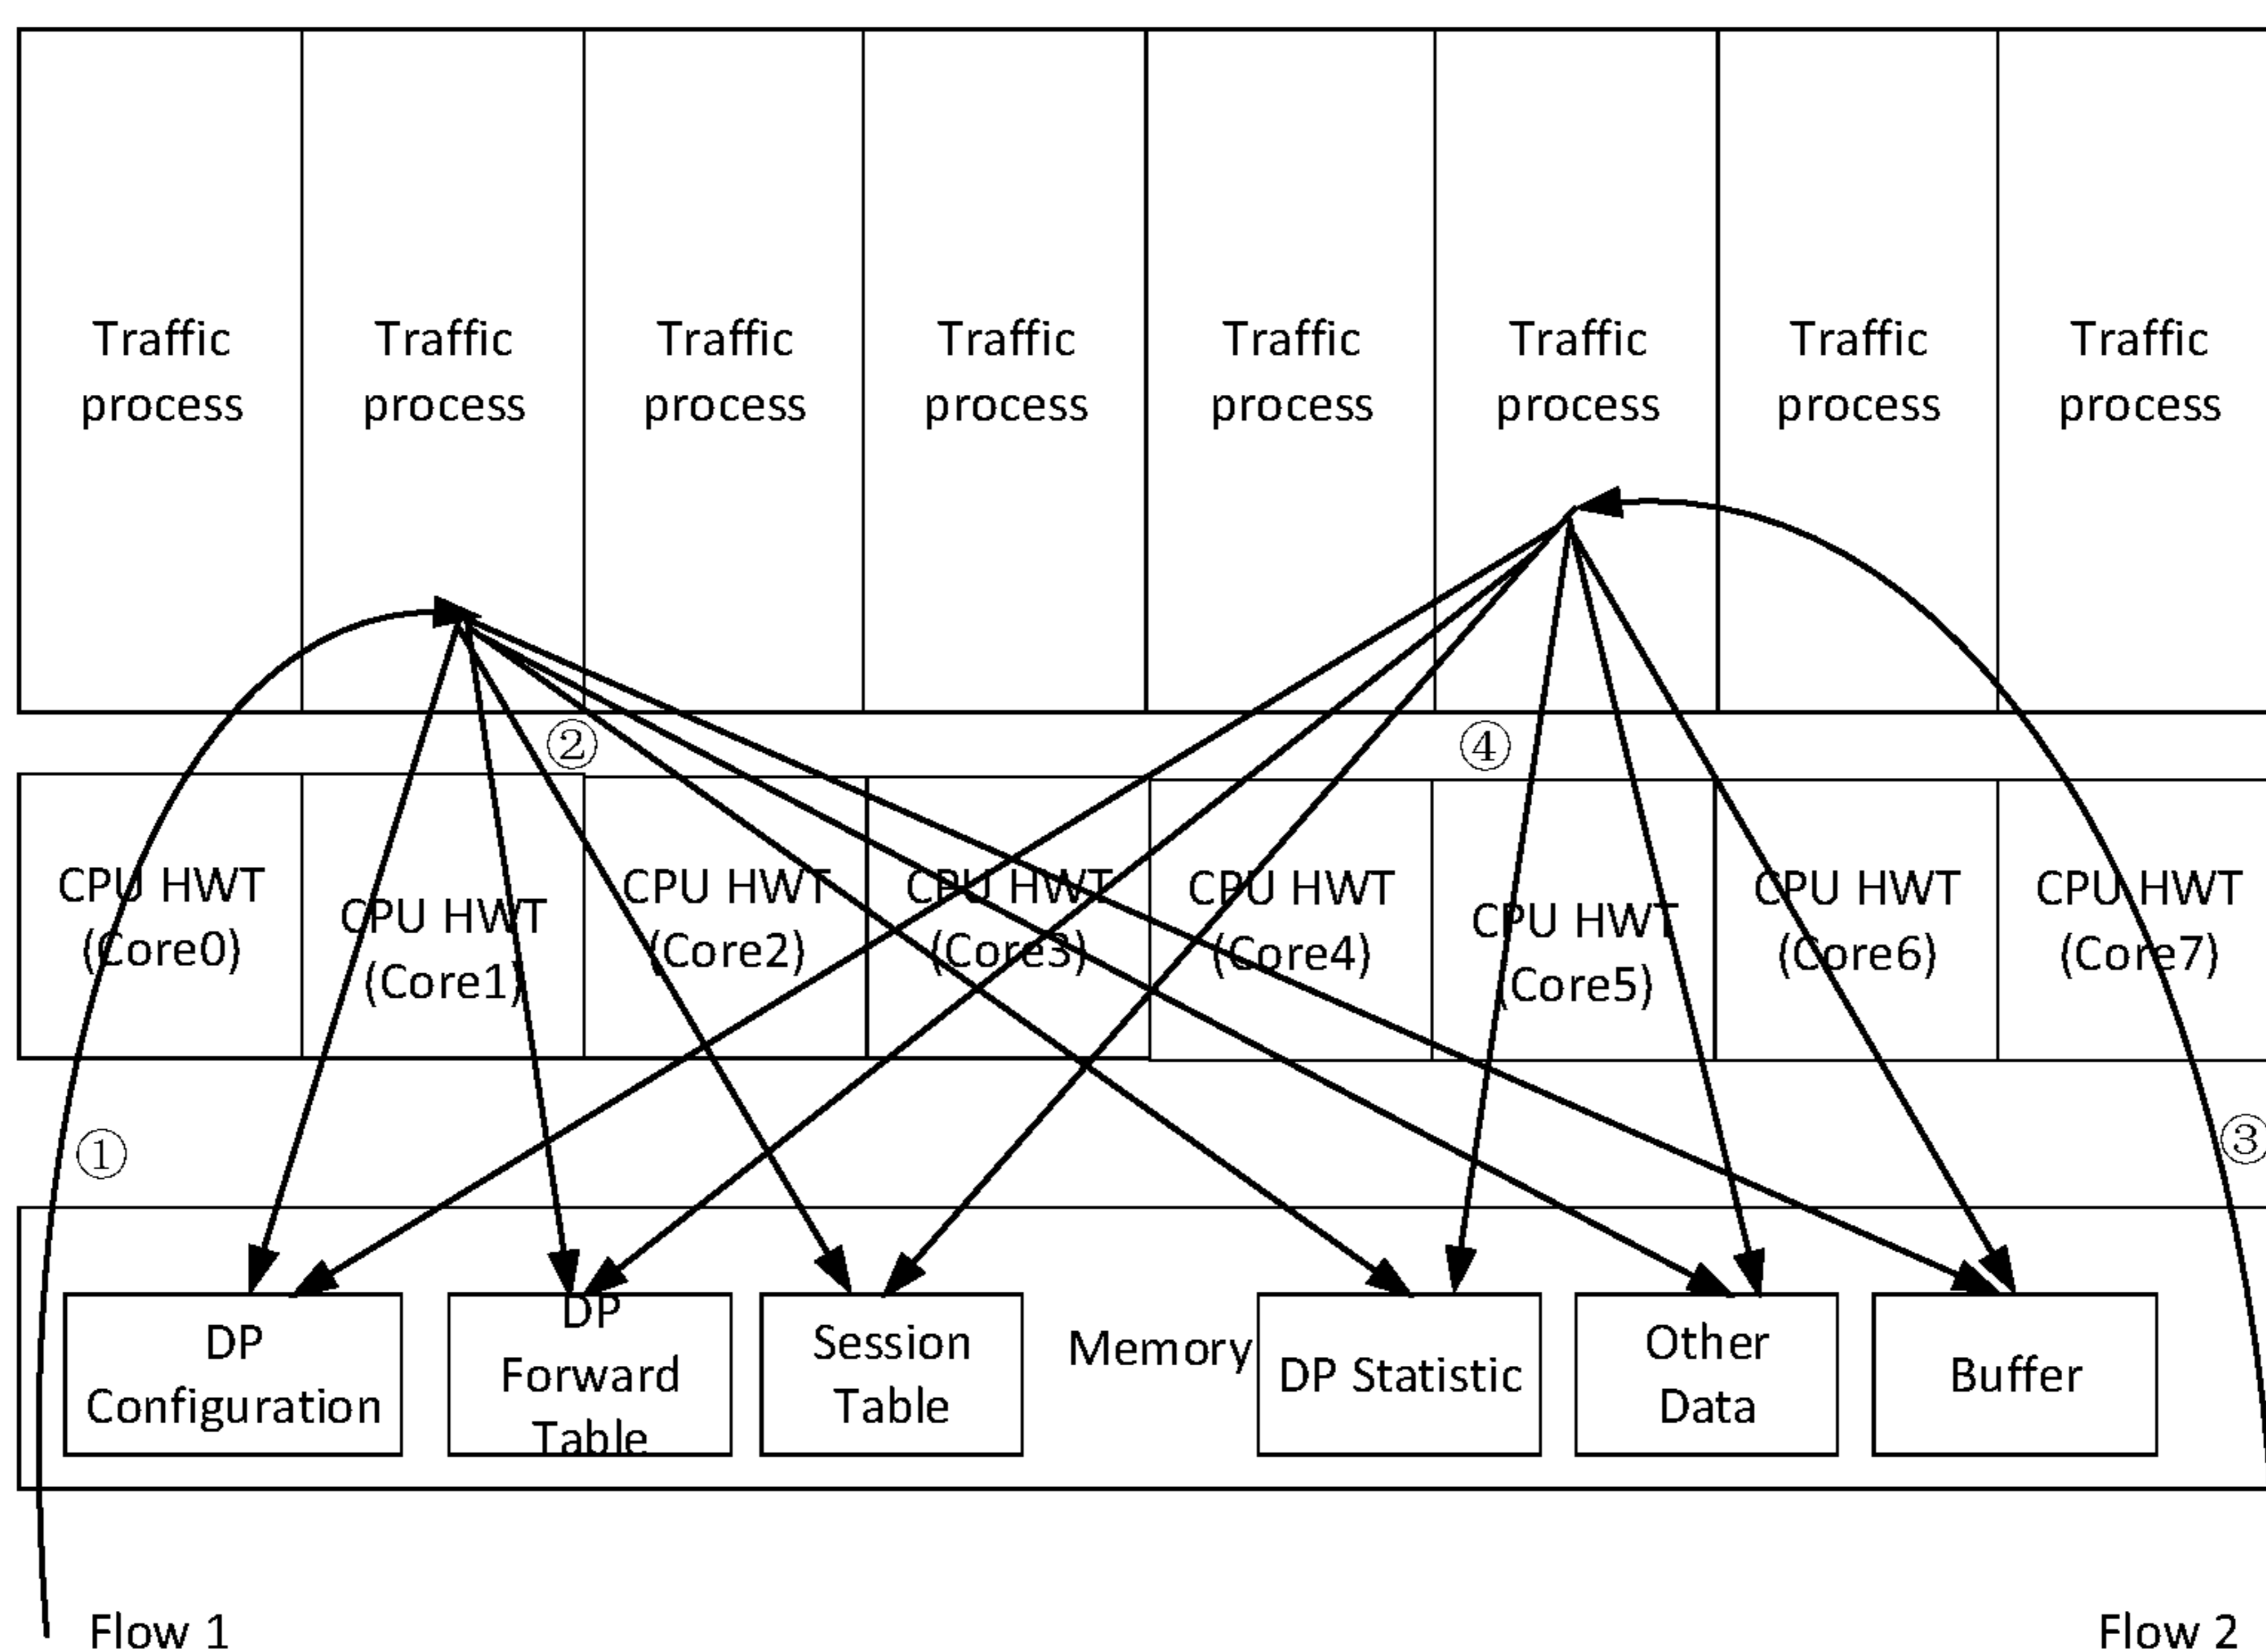 Traffic
process
Traffic
process
Traffic
process
Traffic
process
Traffic
process
Traffic
process
Traffic
process
Traffic
process
②
④
CPU HWT
(Core0)
CPU HWT
(Core1)
CPU HWT
(Core2)
CPU HWT
(Core3)
CPU HWT
(Core4)
CPU HWT
(Core5)
CPU HWT
(Core6)
CPU HWT
(Core7)
①
③
DP
Configuration
DP
Forward
Table
Session
Table
Memory
DP Statistic
Other
Data
Buffer
Flow 1
Flow 2